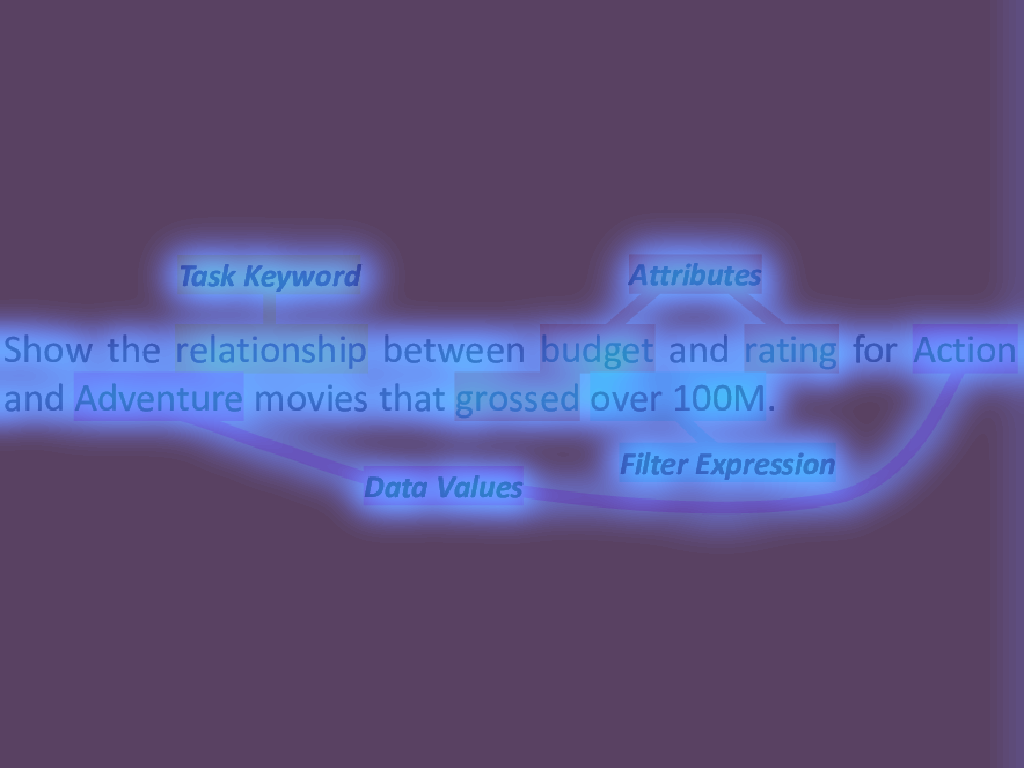 Task Keyword
Attributes
Show the relationship between budget and rating for Action
and Adventure movies that grossed over 100M.
Filter Expression
Data Values